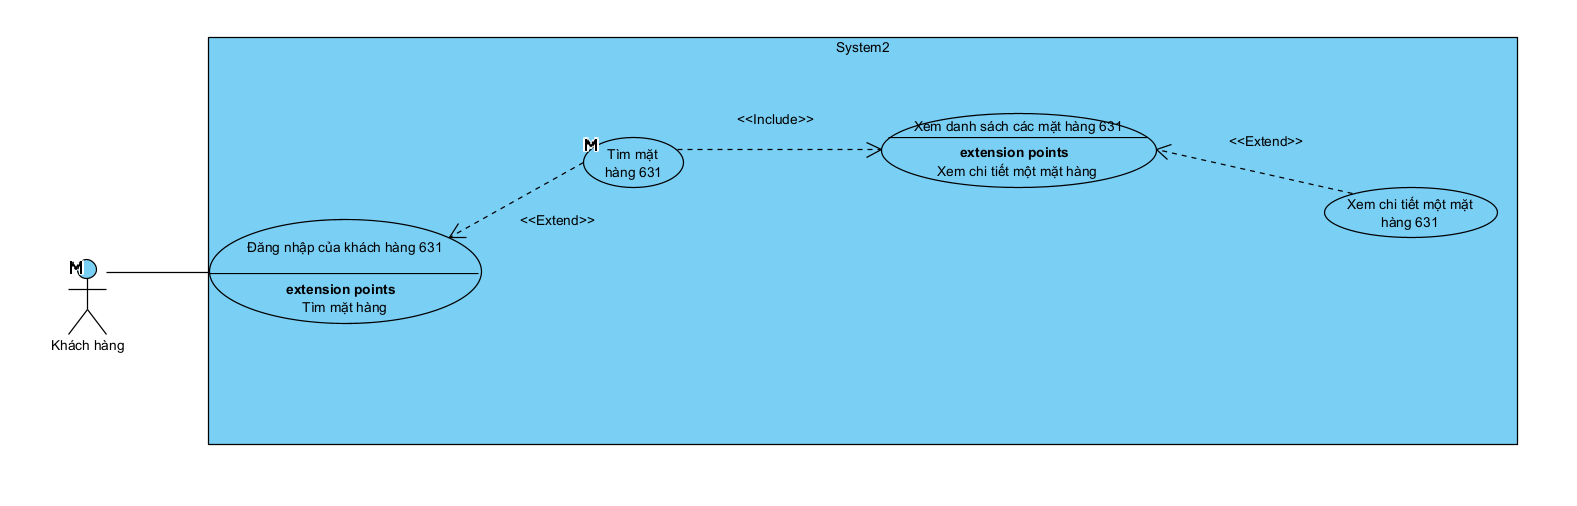 System2
<<Include>>
Xem danh sách các mặt hàng 631
extension points
Xem chi tiết một mặt hàng
<<Extend>>
Tìm mặt
hàng 631
Xem chi tiết một mặt
hàng 631
<<Extend>>
Đăng nhập của khách hàng 631
extension points
Tìm mặt hàng
M
M
Khách hàng